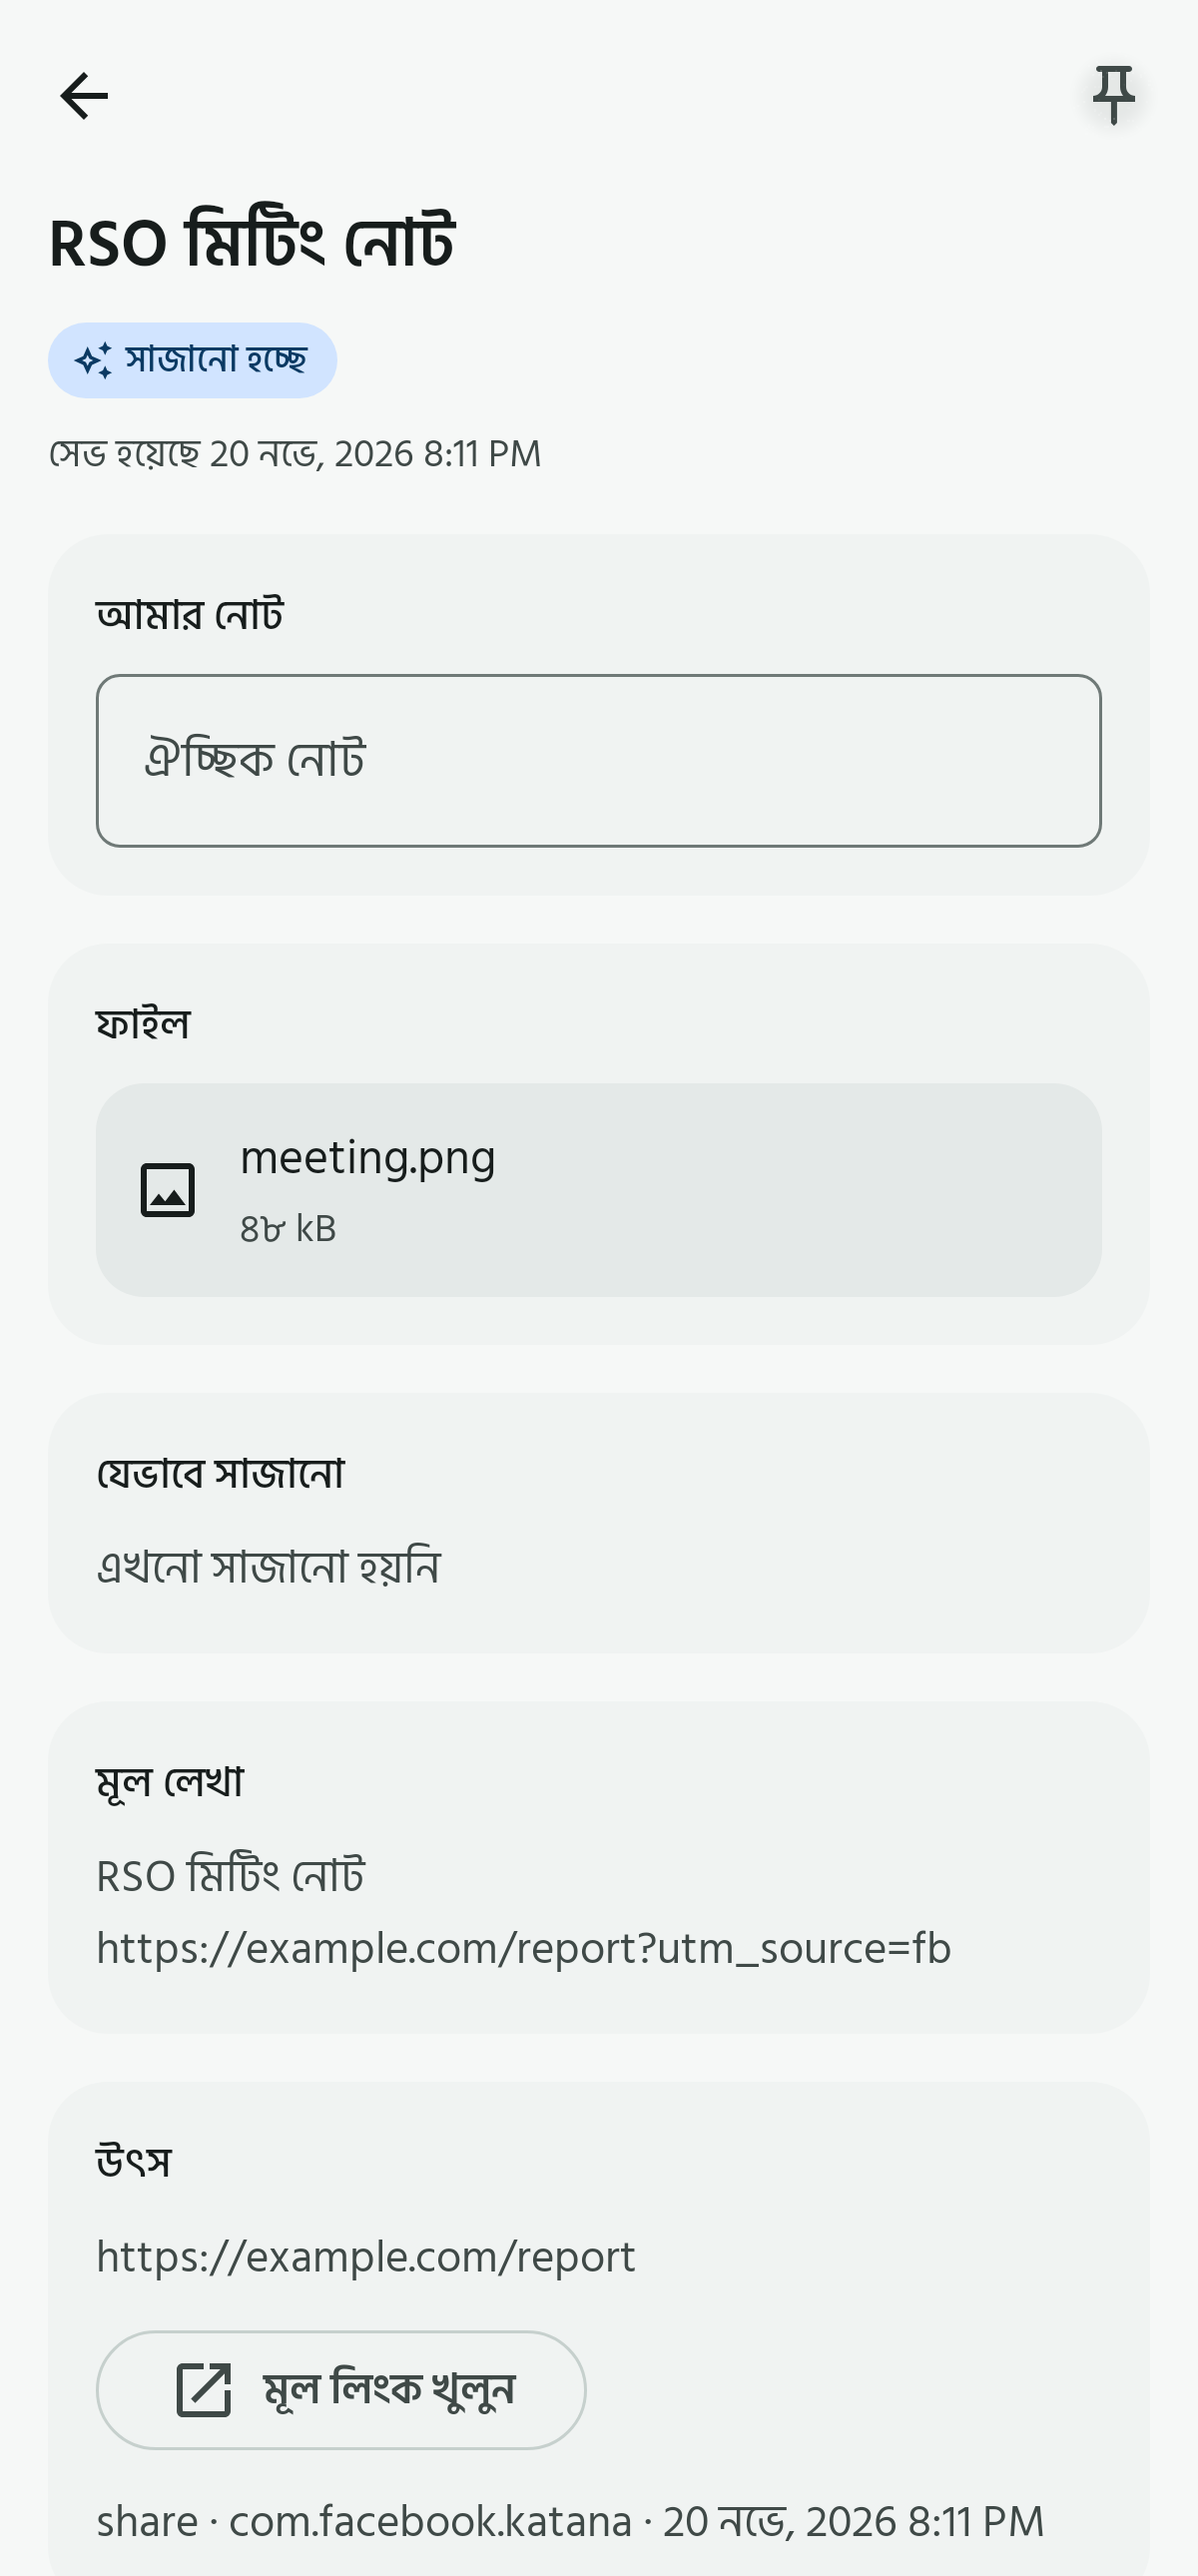 RSO মিটিং নোট
সাজানো হচ্ছে
সেভ হয়েছে 20 নভে, 2026 8:11 PM
আমার নোট
ঐচ্ছিক নোট
ফাইল
meeting.png
৪৮ kB
যেভাবে সাজানো
এখনো সাজানো হয়নি
মূল লেখা
RSO মিটিং নোট
https://example.com/report?utm_source=fb
উৎস
https://example.com/report
মূল লিংক খুলুন
share · com.facebook.katana · 20 নভে, 2026 8:11 PM